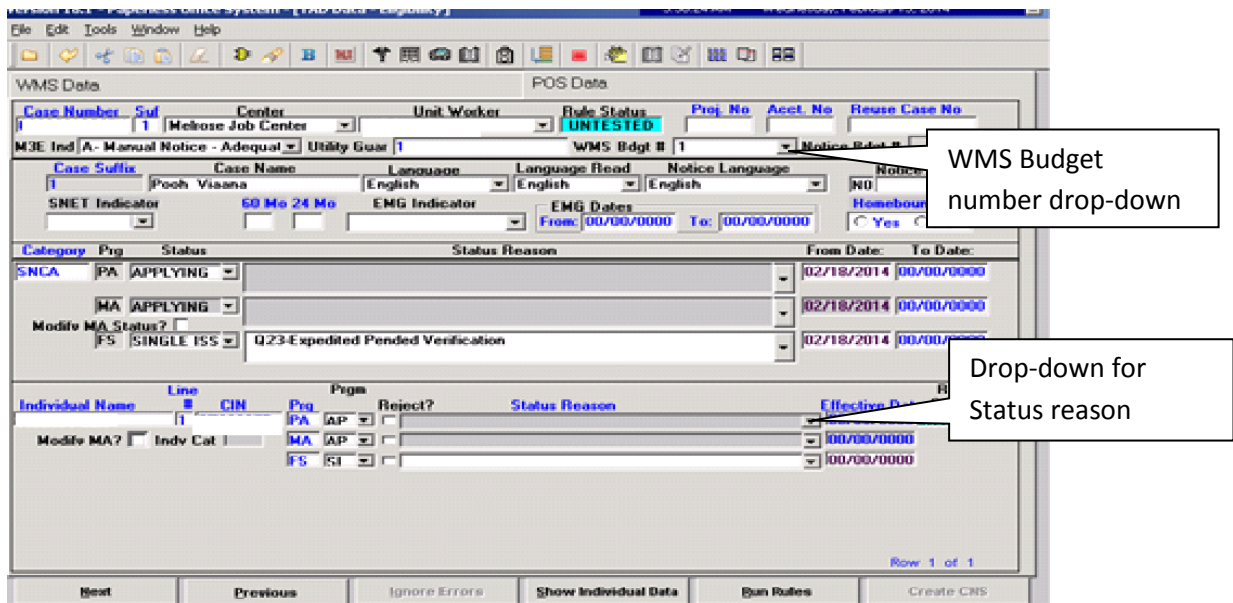 Version 18.1 - Paperless Office System - [TAD Data - Eligibility]
File Edit Tools Window Help
WMS Data POS Data
Case Number Suf Center Unit Worker Rule Status Proj. No Acct. No Reuse Case No
1 Melrose Job Center UNTESTED
M3E Ind A.- Manual Notice - Adequat Utility Guar 1 WMS Bdgt # 1 Notice Bdgt #
WMS Budget
number drop-down
Case Suffix Case Name Language Language Read Notice Language Notice
1 Pooh Viaana English English English NO
SNET Indicator 60 Mo 24 Mo EMG Indicator EMG Dates
From: 00/00/0000 To: 00/00/0000 Yes
Category Prg Status Status Reason From Date: To Date:
SNCA PA APPLYING 02/18/2014 00/00/0000
MA APPLYING 02/18/2014 00/00/0000
Modify MA Status?
FS SINGLE ISS Q23-Expedited Pended Verification 02/18/2014
Drop-down for
Status reason
Line Prgm
Individual Name # CIN Prg Reject? Status Reason
1 PA AP
Modify MA? Indv Cat MA AP 00/00/0000
FS SI 00/00/0000
Row 1 of 1
Next Previous Ignore Errors Show Individual Data Run Rules Create CNS